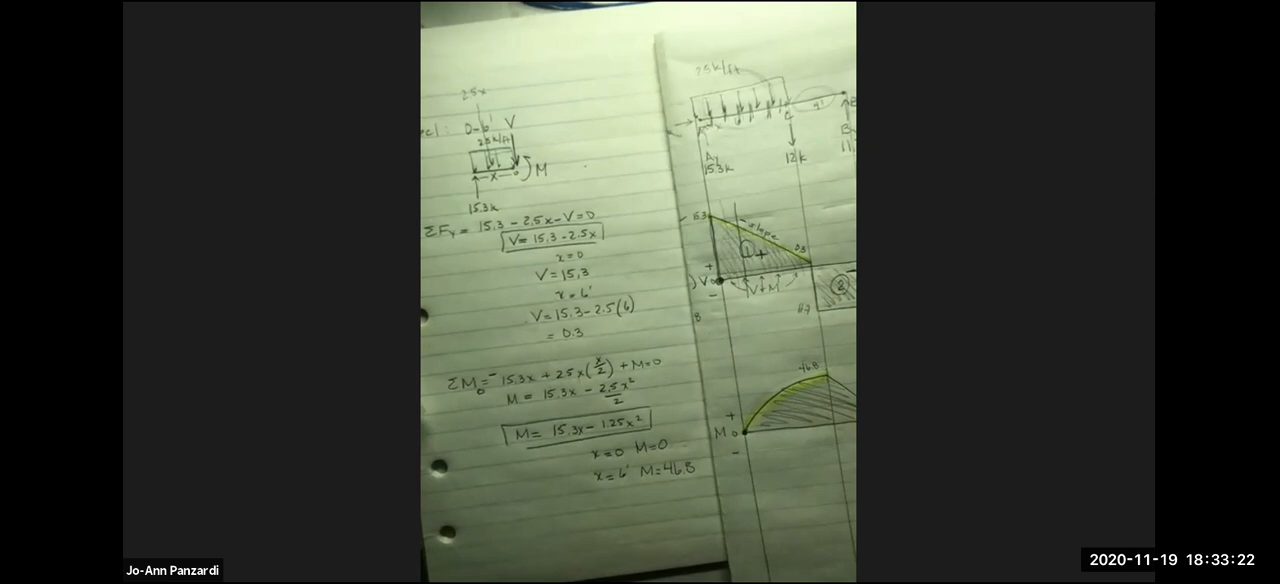 2.5x
0-6' V
2.5k/ft
x M
15.3k
ΣFy = 15.3 - 2.5x - V = 0
V = 15.3 - 2.5x
x = 0
V = 15.3
x = 6'
V = 15.3 - 2.5(6)
= 0.3
ΣMo = - 15.3x + 2.5x(x/2) + M = 0
M = 15.3x - 2.5x²/2
M = 15.3x - 1.25x²
x = 0 M = 0
x = 6' M = 46.8
2.5k/ft
4'
Ay
15.3k
12k
15.3
slope
0.3
1 +
+
V 0
V↓M↑
-
2
11.7
46.8
+
M 0
-
Jo-Ann Panzardi
2020-11-19 18:33:22